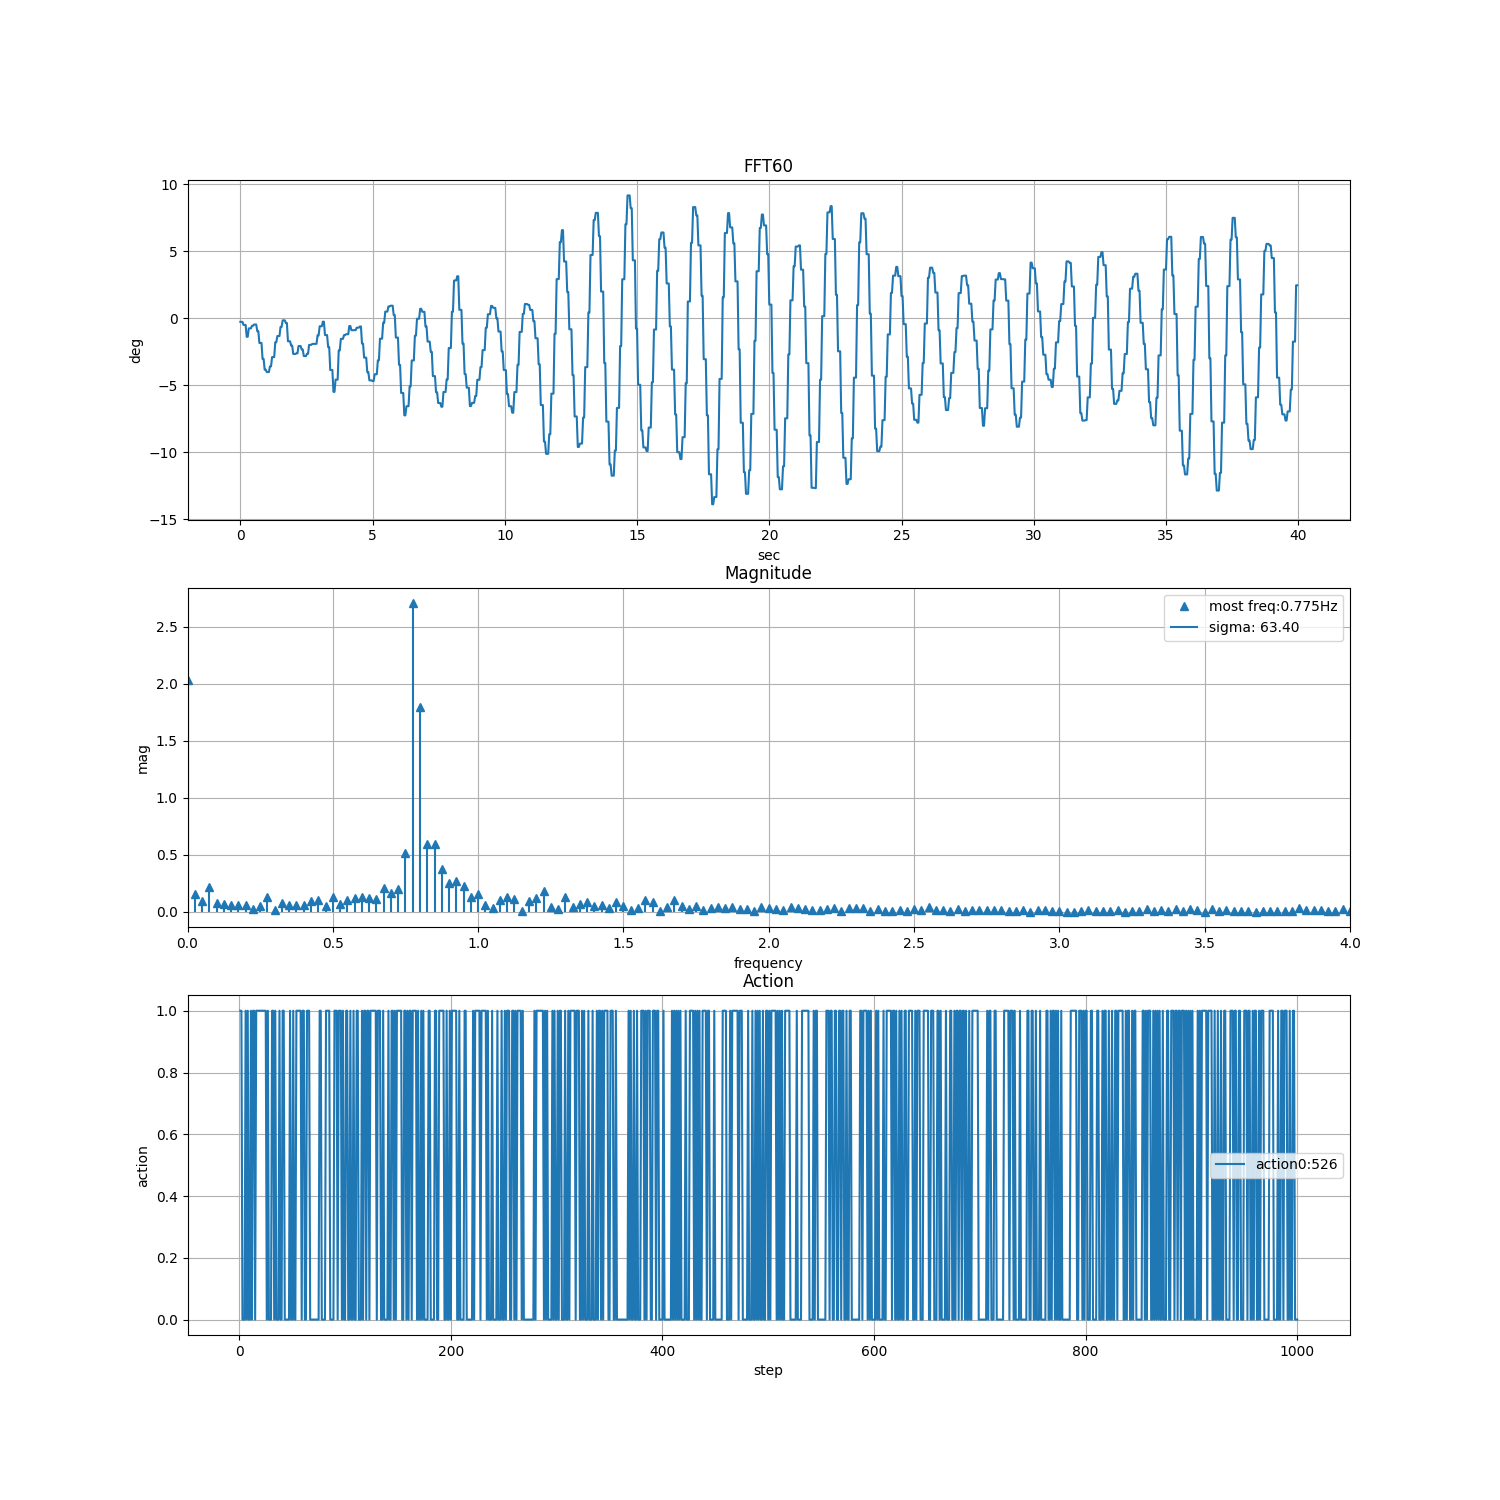 FFT60
10
5
0
−5
−10
−15
deg
0 5 10 15 20 25 30 35 40
sec
Magnitude
most freq:0.775Hz
sigma: 63.40
2.5
2.0
1.5
1.0
0.5
0.0
mag
0.0 0.5 1.0 1.5 2.0 2.5 3.0 3.5 4.0
frequency
Action
1.0
0.8
0.6
0.4
0.2
0.0
action
action0:526
0 200 400 600 800 1000
step